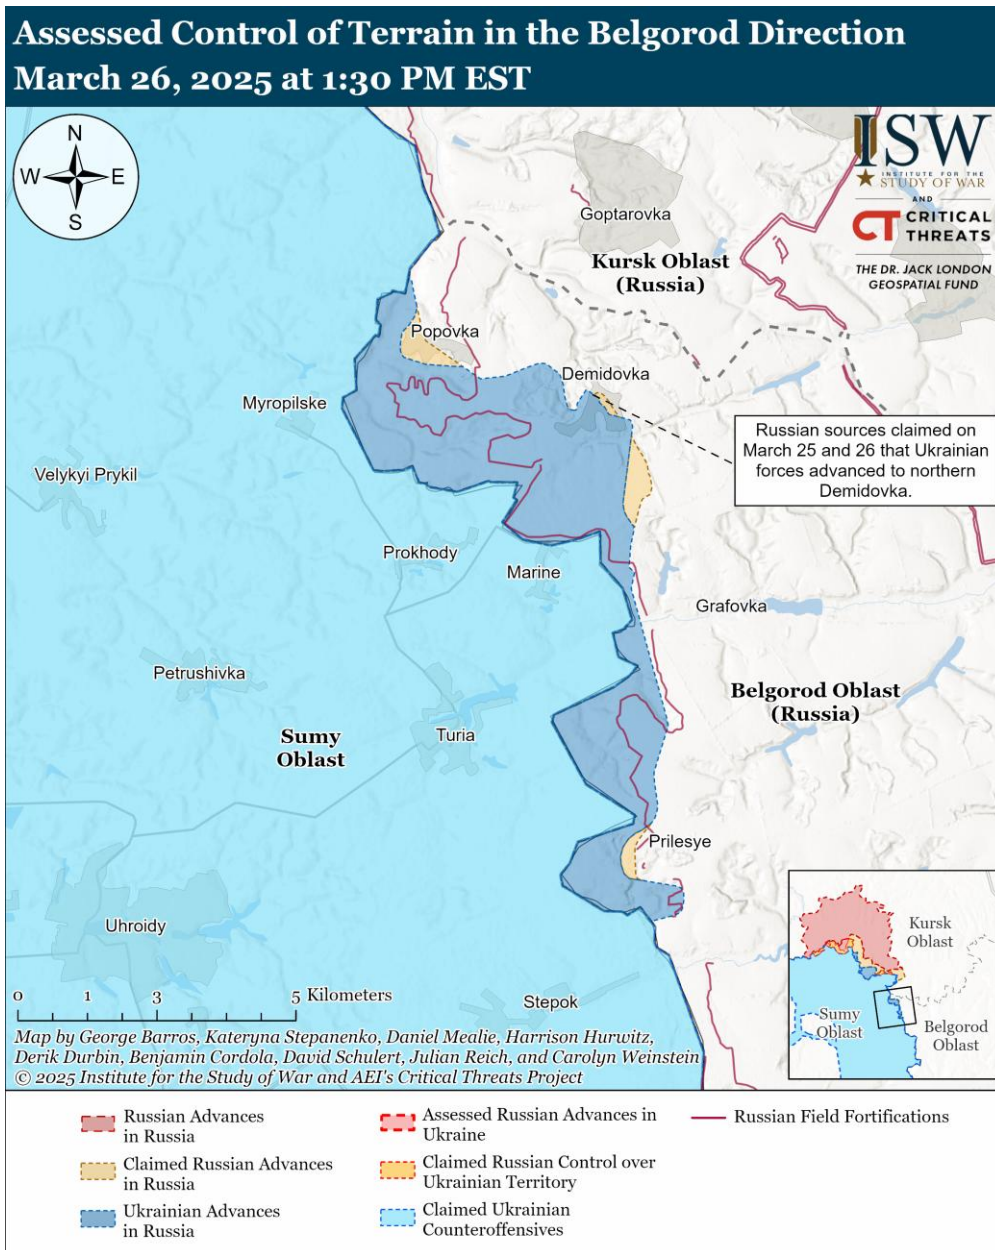 Assessed Control of Terrain in the Belgorod Direction
March 26, 2025 at 1:30 PM EST
N
W E
S
ISW
INSTITUTE FOR THE
STUDY OF WAR
AND
CT CRITICAL
THREATS
THE DR. JACK LONDON
GEOSPATIAL FUND
Goptarovka
Kursk Oblast
(Russia)
Popovka
Demidovka
Myropilske
Russian sources claimed on
March 25 and 26 that Ukrainian
forces advanced to northern
Demidovka.
Velykyi Prykil
Prokhody
Marine
Grafovka
Petrushivka
Belgorod Oblast
(Russia)
Sumy
Oblast
Turia
Prilesye
Uhroidy
Kursk
Oblast
Sumy
Oblast
Belgorod
Oblast
0 1 3 5 Kilometers
Stepok
Map by George Barros, Kateryna Stepanenko, Daniel Mealie, Harrison Hurwitz,
Derik Durbin, Benjamin Cordola, David Schulert, Julian Reich, and Carolyn Weinstein
© 2025 Institute for the Study of War and AEI's Critical Threats Project
Russian Advances
in Russia
Claimed Russian Advances
in Russia
Ukrainian Advances
in Russia
Assessed Russian Advances in
Ukraine
Claimed Russian Control over
Ukrainian Territory
Claimed Ukrainian
Counteroffensives
Russian Field Fortifications